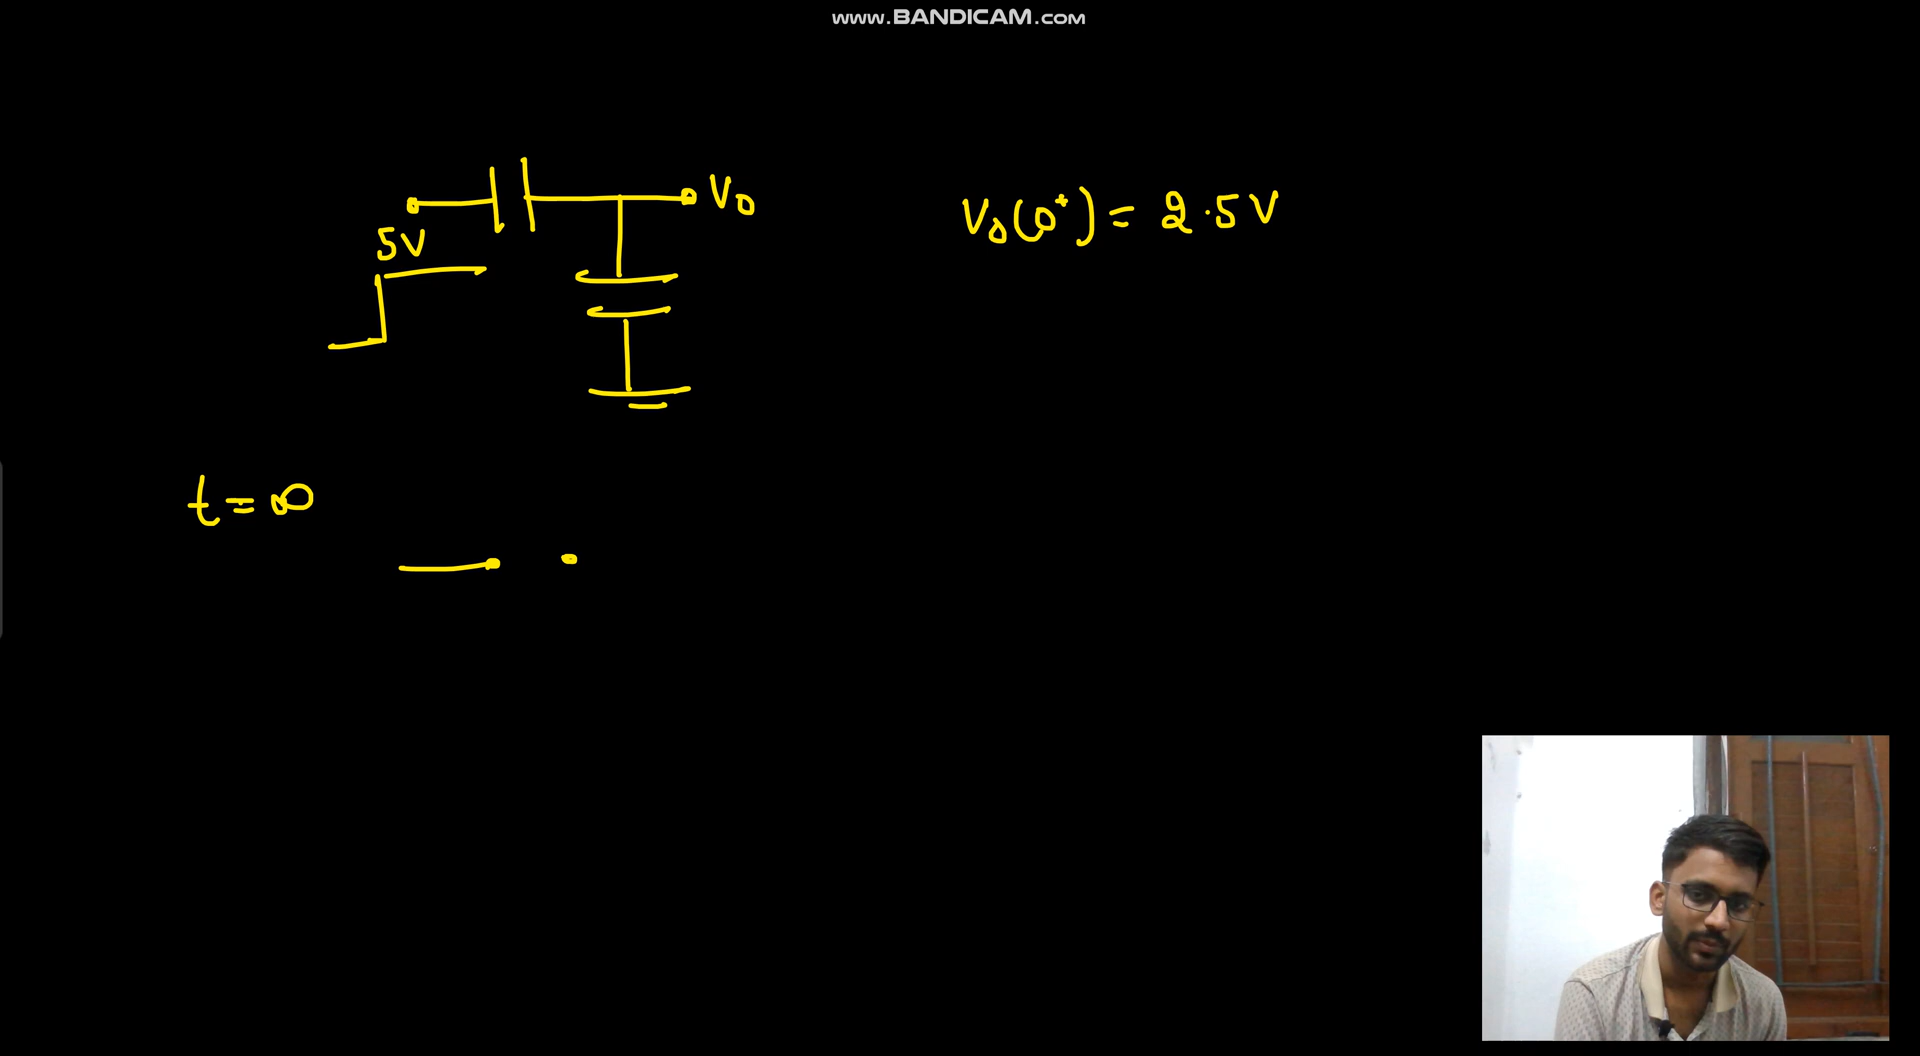 www.BANDICAM.com
V₀
V₀(0⁺) = 2.5V
5V
t = ∞